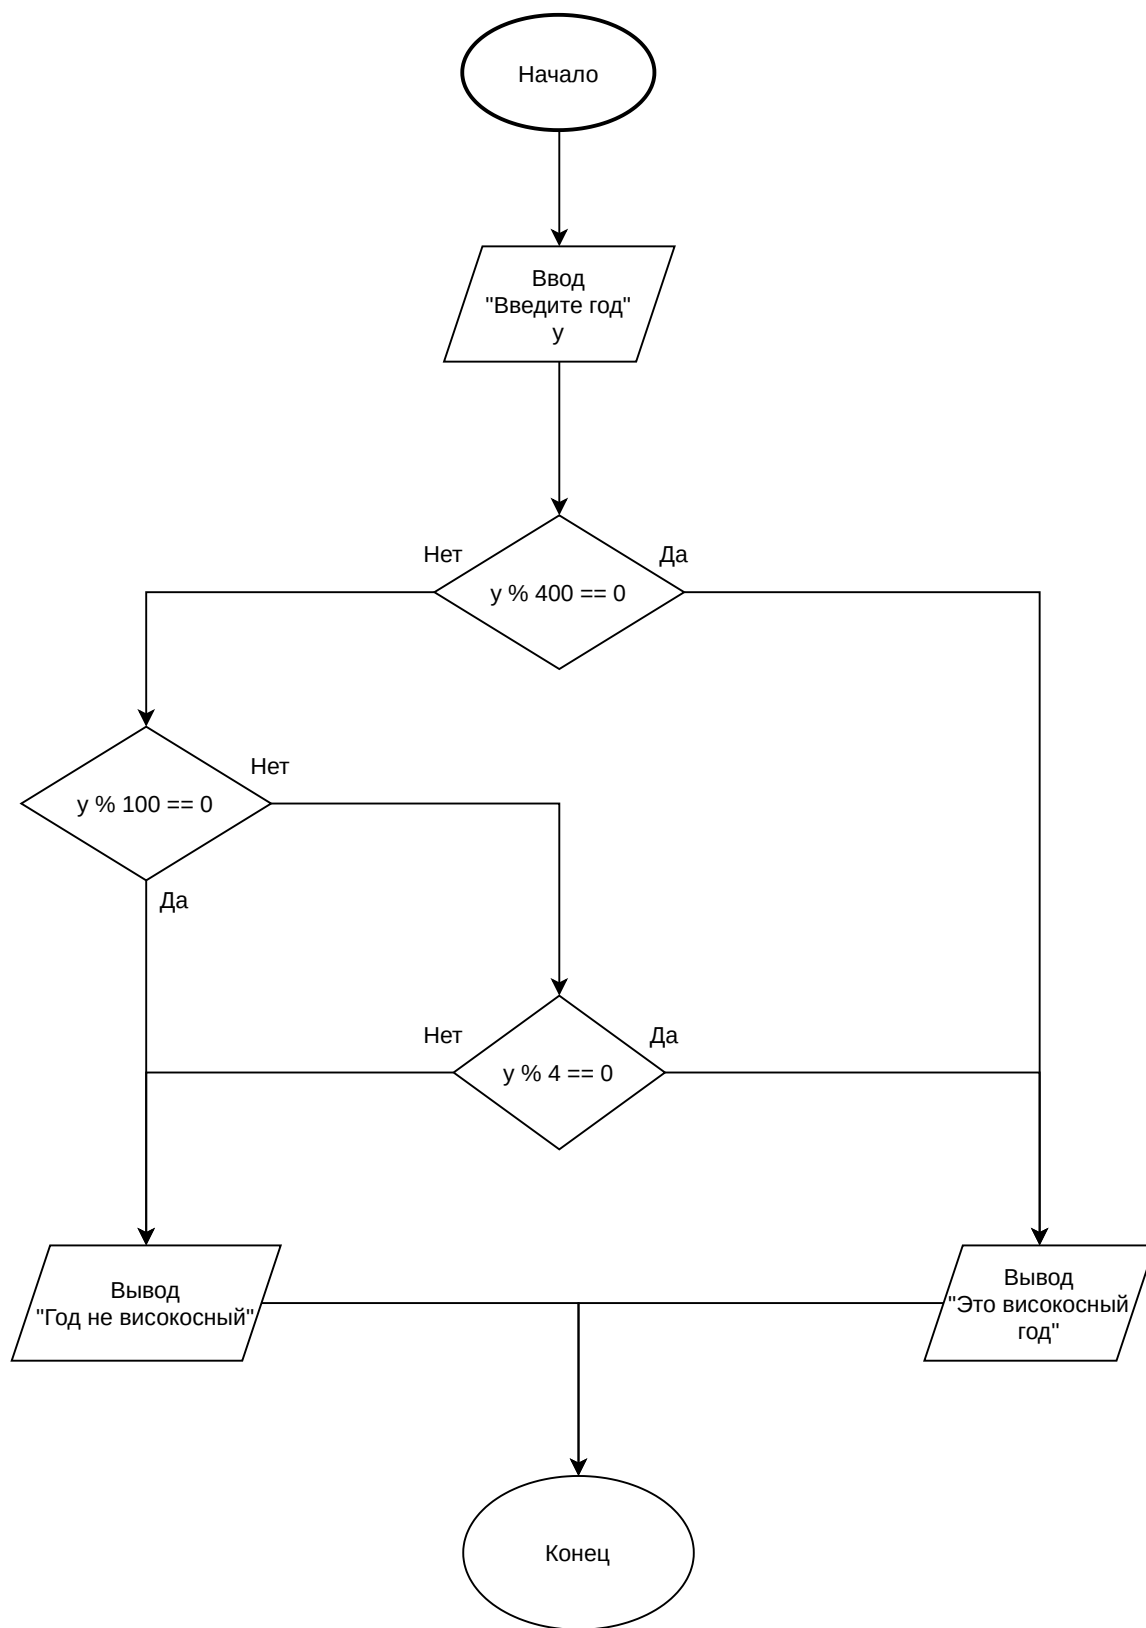 Начало
Ввод
"Введите год"
y
Нет
Да
y % 400 == 0
Нет
y % 100 == 0
Да
Нет
Да
y % 4 == 0
Вывод
"Год не високосный"
Вывод
"Это високосный
год"
Конец